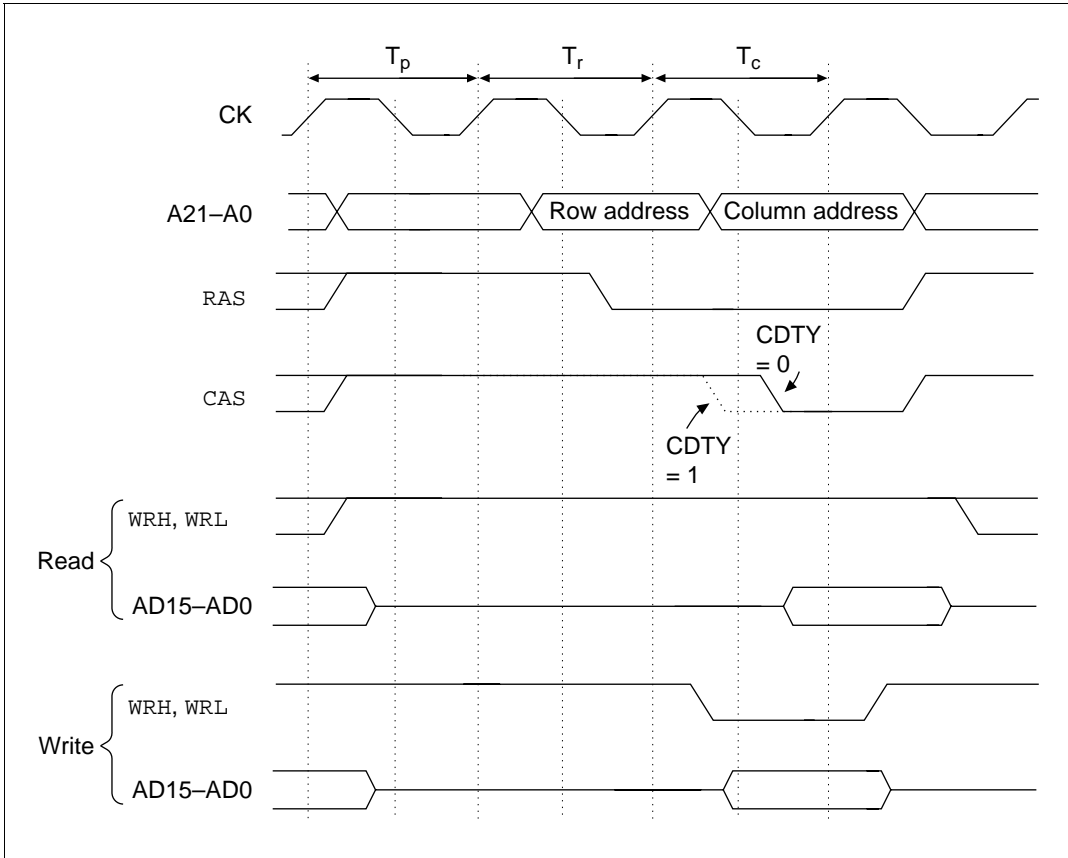 Tp Tr Tc
CK
A21–A0 Row address Column address
RAS
CDTY
= 0
CAS
CDTY
= 1
WRH, WRL
Read
AD15–AD0
WRH, WRL
Write
AD15–AD0